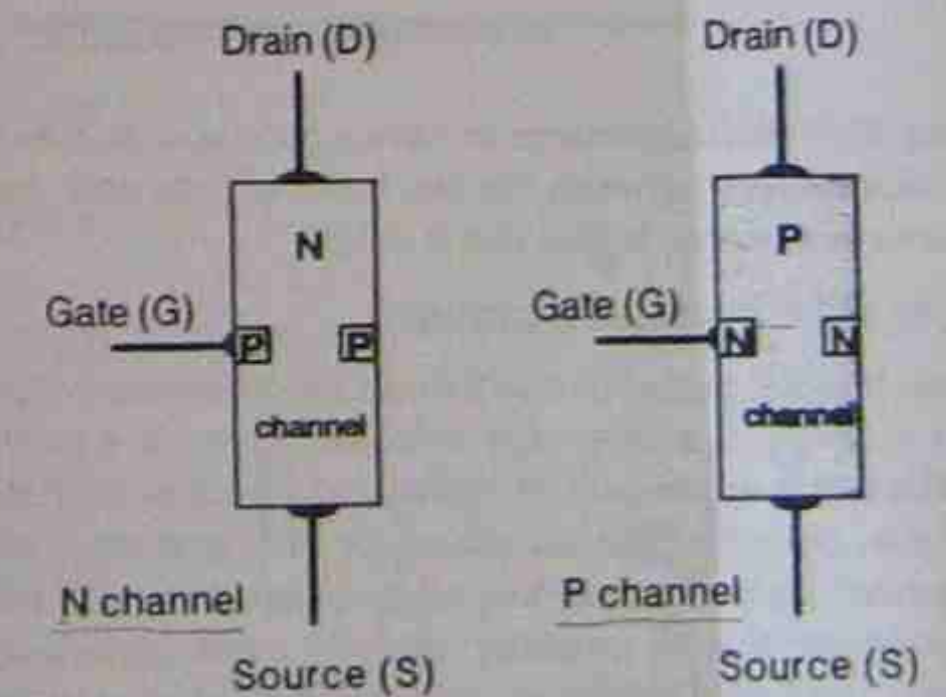 Drain (D)
N
Gate (G)
P
P
channel
N channel
Source (S)
Drain (D)
P
Gate (G)
N
N
channel
P channel
Source (S)